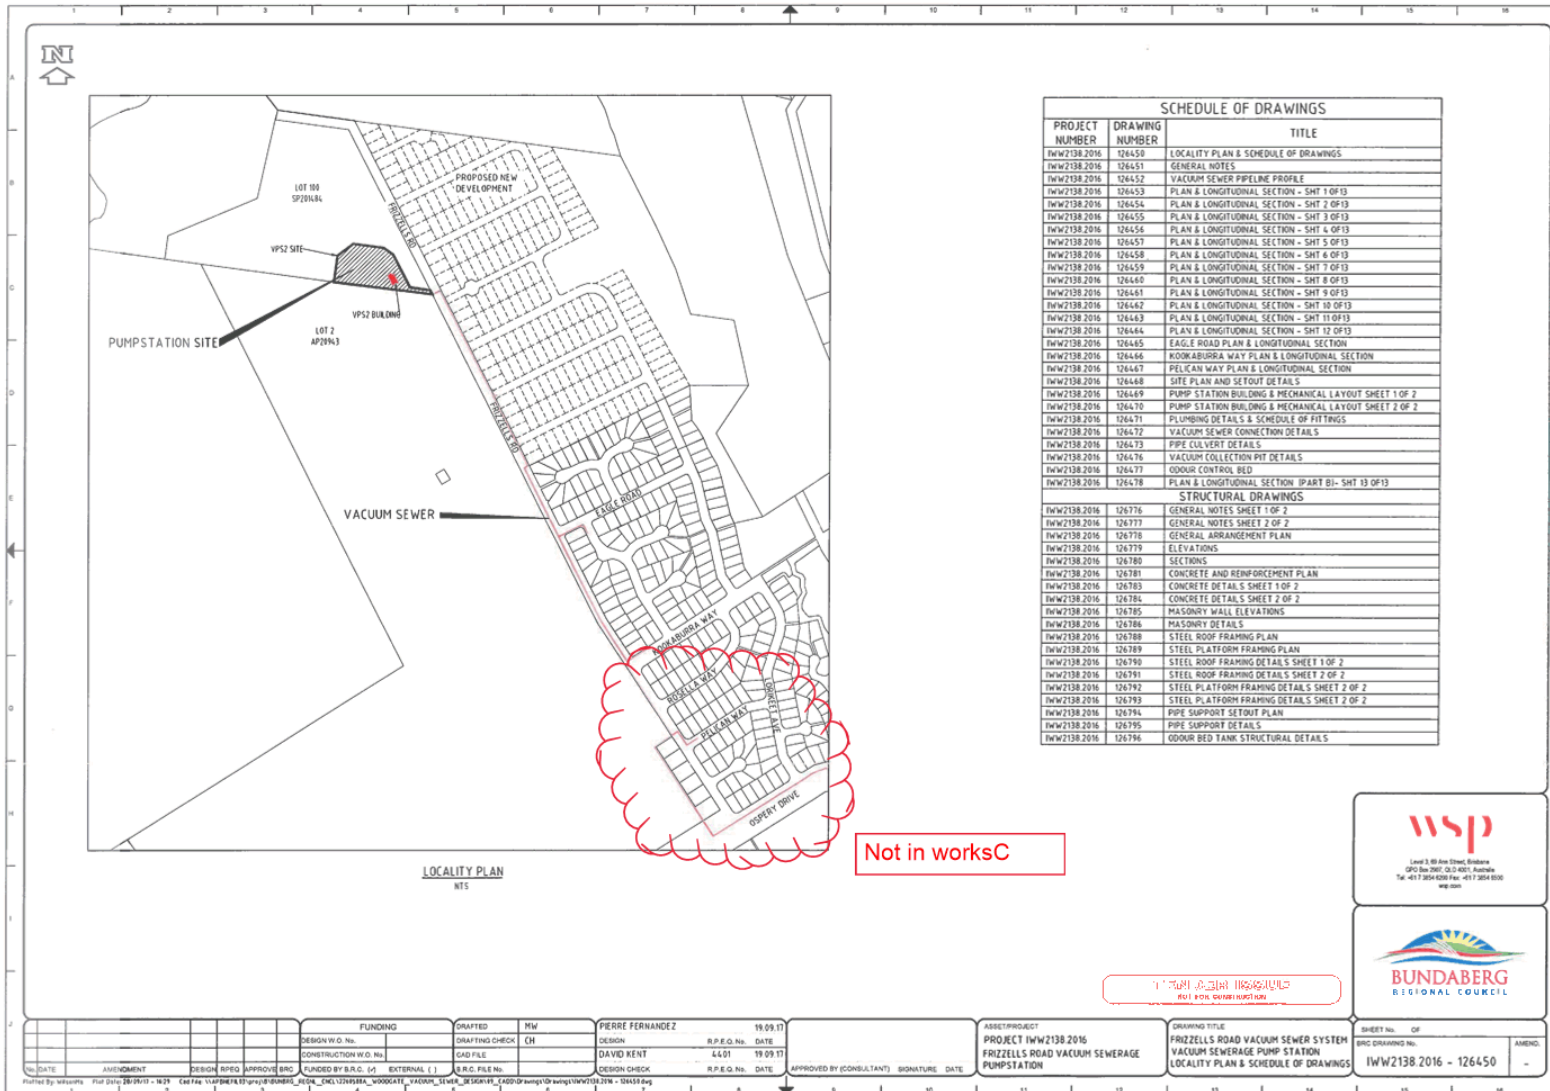 N
LOT 100
SP201484
PROPOSED NEW
DEVELOPMENT
FRIZZELLS RD
VPS2 SITE
VPS2 BUILDING
LOT 2
AP20943
PUMPSTATION SITE
FRIZZELLS RD
VACUUM SEWER
EAGLE ROAD
KOOKABURRA WAY
ROSELLA WAY
LORIKEET AVE
PELICAN WAY
OSPERY DRIVE
Not in worksC
LOCALITY PLAN
NTS
SCHEDULE OF DRAWINGS
PROJECT NUMBER DRAWING NUMBER TITLE
IWW2138.2016 126450 LOCALITY PLAN & SCHEDULE OF DRAWINGS
IWW2138.2016 126451 GENERAL NOTES
IWW2138.2016 126452 VACUUM SEWER PIPELINE PROFILE
IWW2138.2016 126453 PLAN & LONGITUDINAL SECTION - SHT 1 OF13
IWW2138.2016 126454 PLAN & LONGITUDINAL SECTION - SHT 2 OF13
IWW2138.2016 126455 PLAN & LONGITUDINAL SECTION - SHT 3 OF13
IWW2138.2016 126456 PLAN & LONGITUDINAL SECTION - SHT 4 OF13
IWW2138.2016 126457 PLAN & LONGITUDINAL SECTION - SHT 5 OF13
IWW2138.2016 126458 PLAN & LONGITUDINAL SECTION - SHT 6 OF13
IWW2138.2016 126459 PLAN & LONGITUDINAL SECTION - SHT 7 OF13
IWW2138.2016 126460 PLAN & LONGITUDINAL SECTION - SHT 8 OF13
IWW2138.2016 126461 PLAN & LONGITUDINAL SECTION - SHT 9 OF13
IWW2138.2016 126462 PLAN & LONGITUDINAL SECTION - SHT 10 OF13
IWW2138.2016 126463 PLAN & LONGITUDINAL SECTION - SHT 11 OF13
IWW2138.2016 126464 PLAN & LONGITUDINAL SECTION - SHT 12 OF13
IWW2138.2016 126465 EAGLE ROAD PLAN & LONGITUDINAL SECTION
IWW2138.2016 126466 KOOKABURRA WAY PLAN & LONGITUDINAL SECTION
IWW2138.2016 126467 PELICAN WAY PLAN & LONGITUDINAL SECTION
IWW2138.2016 126468 SITE PLAN AND SETOUT DETAILS
IWW2138.2016 126469 PUMP STATION BUILDING & MECHANICAL LAYOUT SHEET 1 OF 2
IWW2138.2016 126470 PUMP STATION BUILDING & MECHANICAL LAYOUT SHEET 2 OF 2
IWW2138.2016 126471 PLUMBING DETAILS & SCHEDULE OF FITTINGS
IWW2138.2016 126472 VACUUM SEWER CONNECTION DETAILS
IWW2138.2016 126473 PIPE CULVERT DETAILS
IWW2138.2016 126476 VACUUM COLLECTION PIT DETAILS
IWW2138.2016 126477 ODOUR CONTROL BED
IWW2138.2016 126478 PLAN & LONGITUDINAL SECTION (PART B)- SHT 13 OF13
STRUCTURAL DRAWINGS
IWW2138.2016 126776 GENERAL NOTES SHEET 1 OF 2
IWW2138.2016 126777 GENERAL NOTES SHEET 2 OF 2
IWW2138.2016 126778 GENERAL ARRANGEMENT PLAN
IWW2138.2016 126779 ELEVATIONS
IWW2138.2016 126780 SECTIONS
IWW2138.2016 126781 CONCRETE AND REINFORCEMENT PLAN
IWW2138.2016 126783 CONCRETE DETAILS SHEET 1 OF 2
IWW2138.2016 126784 CONCRETE DETAILS SHEET 2 OF 2
IWW2138.2016 126785 MASONRY WALL ELEVATIONS
IWW2138.2016 126786 MASONRY DETAILS
IWW2138.2016 126788 STEEL ROOF FRAMING PLAN
IWW2138.2016 126789 STEEL PLATFORM FRAMING PLAN
IWW2138.2016 126790 STEEL ROOF FRAMING DETAILS SHEET 1 OF 2
IWW2138.2016 126791 STEEL ROOF FRAMING DETAILS SHEET 2 OF 2
IWW2138.2016 126792 STEEL PLATFORM FRAMING DETAILS SHEET 2 OF 2
IWW2138.2016 126793 STEEL PLATFORM FRAMING DETAILS SHEET 2 OF 2
IWW2138.2016 126794 PIPE SUPPORT SETOUT PLAN
IWW2138.2016 126795 PIPE SUPPORT DETAILS
IWW2138.2016 126796 ODOUR BED TANK STRUCTURAL DETAILS
wsp
Level 3, 69 Ann Street, Brisbane
GPO Box 2907, QLD 4001, Australia
wsp.com
BUNDABERG
REGIONAL COUNCIL
TENDER ISSUE
NOT FOR CONSTRUCTION
No. DATE AMENDMENT DESIGN RPEQ APPROVE BRC
FUNDING
DESIGN W.O. No.
CONSTRUCTION W.O. No.
FUNDED BY B.R.C. (√) EXTERNAL ( )
DRAFTED MW
DRAFTING CHECK CH
CAD FILE
B.R.C. FILE No.
PIERRE FERNANDEZ 19.09.17
DESIGN R.P.E.Q. No. DATE
DAVID KENT 4401 19.09.17
DESIGN CHECK R.P.E.Q. No. DATE
APPROVED BY (CONSULTANT) SIGNATURE DATE
ASSET/PROJECT
PROJECT IWW2138.2016
FRIZZELLS ROAD VACUUM SEWERAGE
PUMPSTATION
DRAWING TITLE
FRIZZELLS ROAD VACUUM SEWER SYSTEM
VACUUM SEWERAGE PUMP STATION
LOCALITY PLAN & SCHEDULE OF DRAWINGS
SHEET No. OF
BRC DRAWING No.
IWW2138.2016 - 126450
AMEND.
-